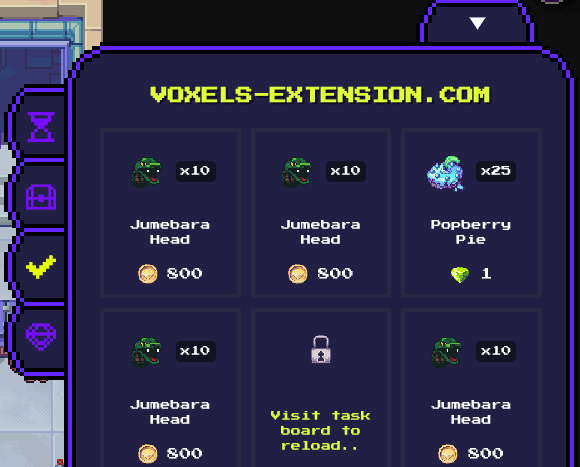 VOXELS-EXTENSION.COM
x10 x10 x25
Jumebara Head Jumebara Head Popberry Pie
800 800 1
x10 x10
Jumebara Head Visit task board to reload.. Jumebara Head
800 800